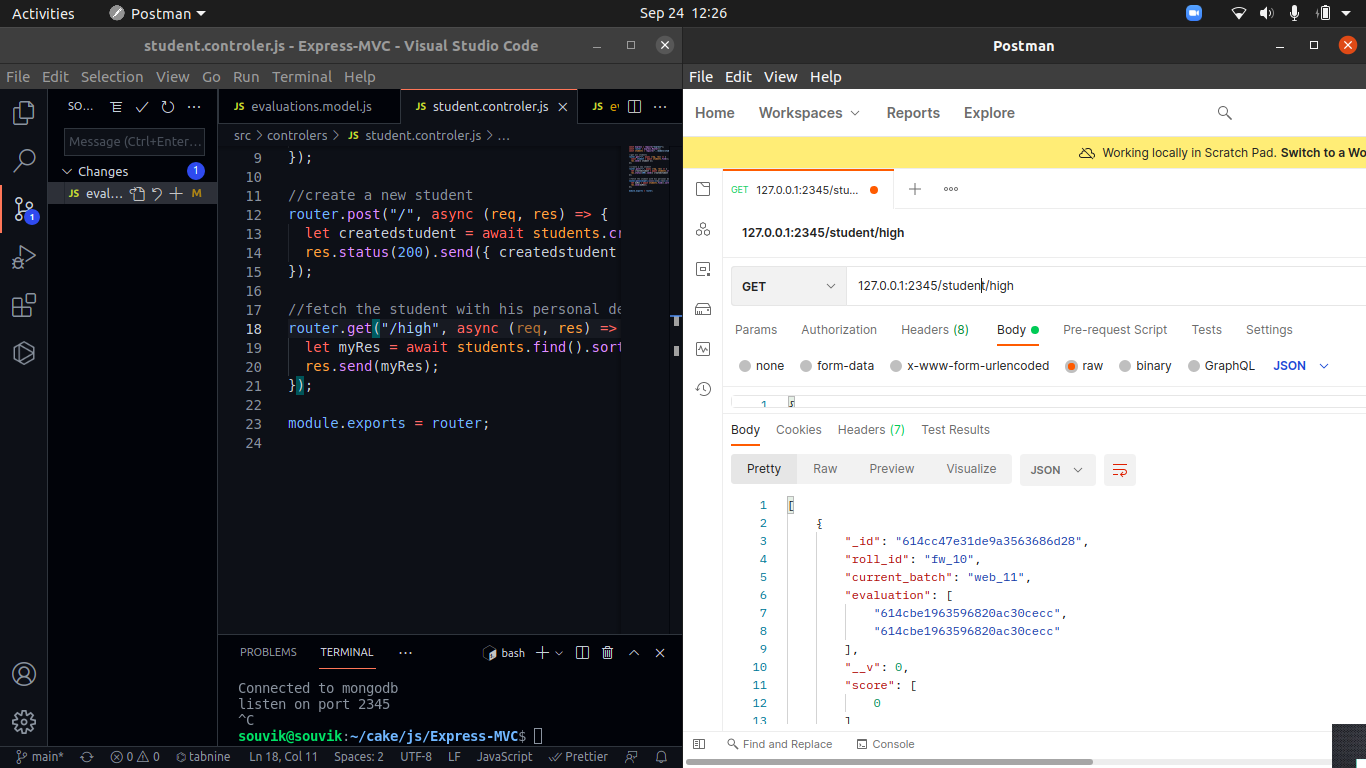 Activities
Postman
Sep 24 12:26
student.controler.js - Express-MVC - Visual Studio Code
File Edit Selection View Go Run Terminal Help
SO...
Message (Ctrl+Enter...
Changes
1
JS eval...
M
1
JS evaluations.model.js
JS student.controler.js
JS ev
src > controlers > JS student.controler.js > ...
9 });
10
11 //create a new student
12 router.post("/", async (req, res) => {
13 let createdstudent = await students.cr
14 res.status(200).send({ createdstudent
15 });
16
17 //fetch the student with his personal de
18 router.get("/high", async (req, res) =>
19 let myRes = await students.find().sort
20 res.send(myRes);
21 });
22
23 module.exports = router;
24
PROBLEMS TERMINAL ...
bash
Connected to mongodb
listen on port 2345
^C
souvik@souvik:~/cake/js/Express-MVC$
main* 0 0 tabnine Ln 18, Col 11 Spaces: 2 UTF-8 LF JavaScript Prettier
Postman
File Edit View Help
Home Workspaces Reports Explore
Working locally in Scratch Pad. Switch to a Wo
GET 127.0.0.1:2345/stu...
127.0.0.1:2345/student/high
GET 127.0.0.1:2345/student/high
Params Authorization Headers (8) Body Pre-request Script Tests Settings
none form-data x-www-form-urlencoded raw binary GraphQL JSON
1 {
Body Cookies Headers (7) Test Results
Pretty Raw Preview Visualize JSON
1 [
2 {
3 "_id": "614cc47e31de9a3563686d28",
4 "roll_id": "fw_10",
5 "current_batch": "web_11",
6 "evaluation": [
7 "614cbe1963596820ac30cecc",
8 "614cbe1963596820ac30cecc"
9 ],
10 "__v": 0,
11 "score": [
12 0
13 ]
Find and Replace Console